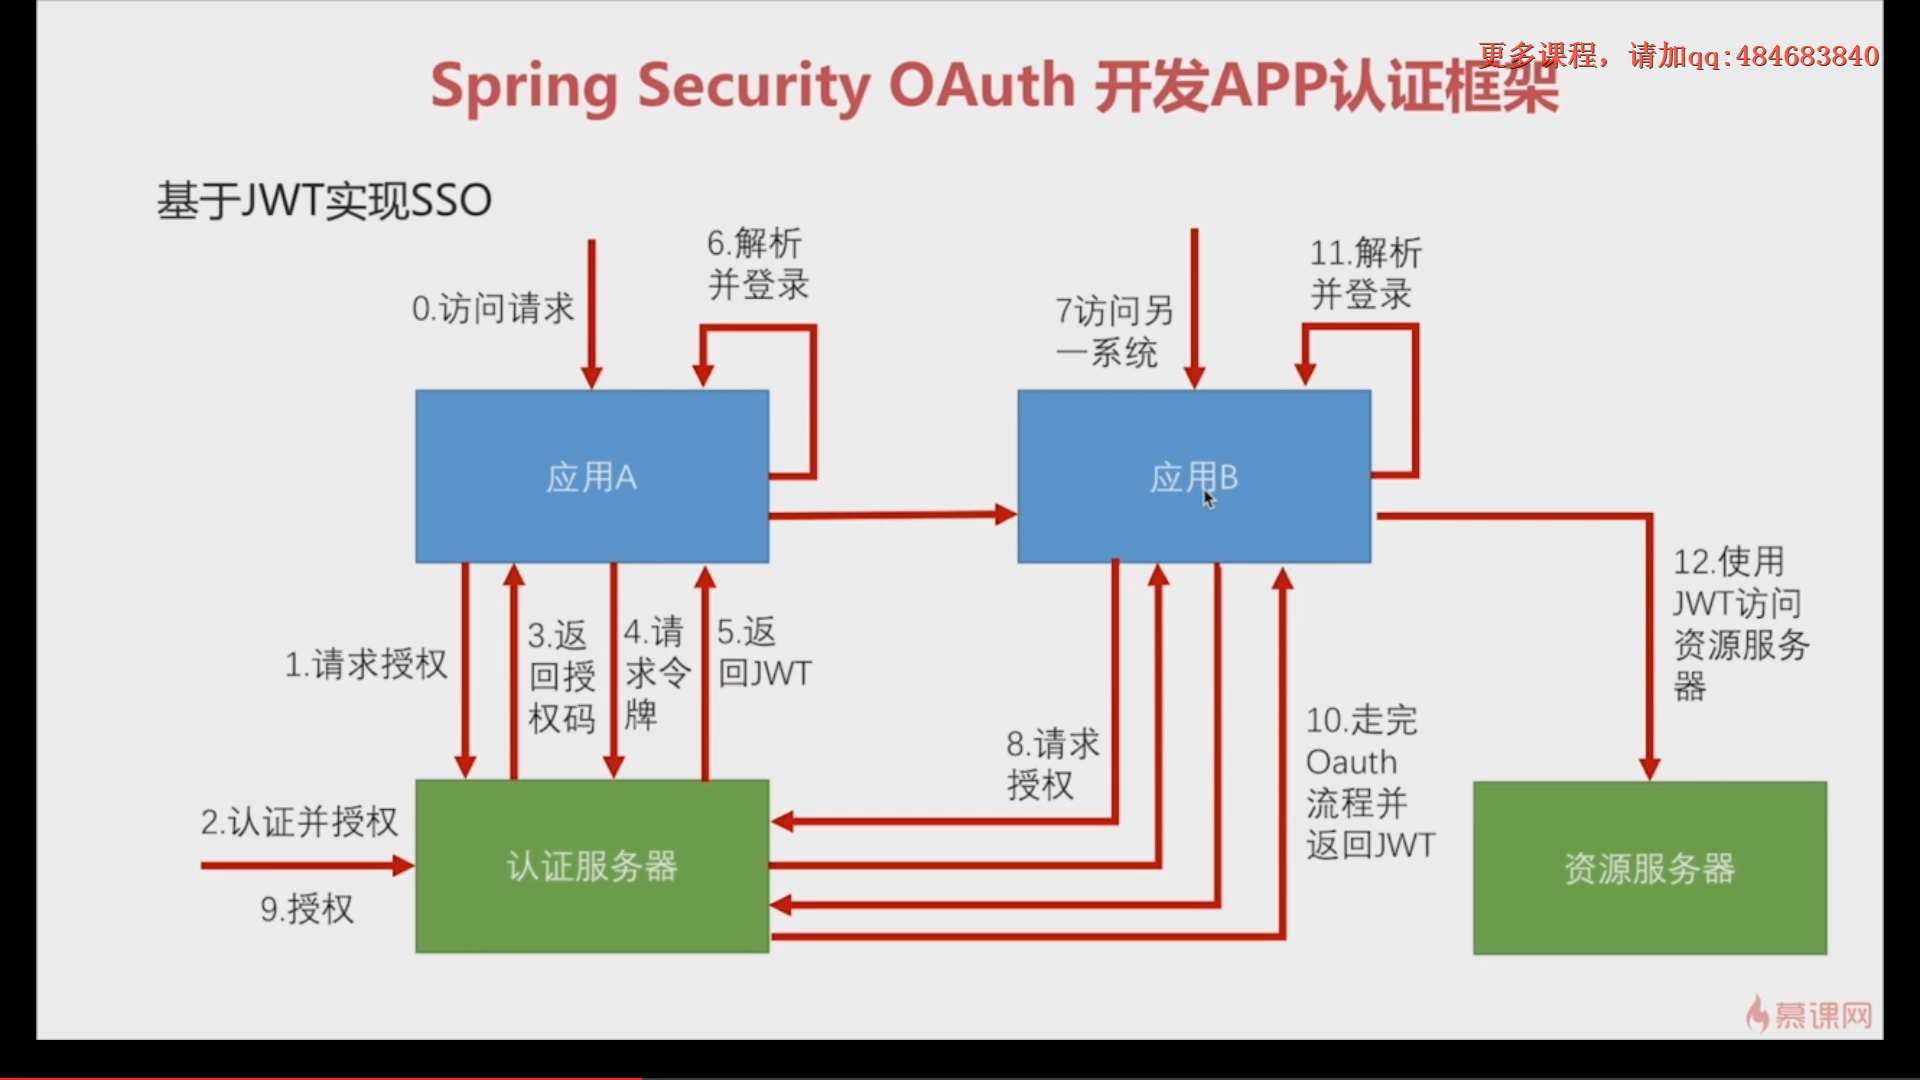 更多课程，请加qq:484683840
Spring Security OAuth 开发APP认证框架
基于JWT实现SSO
0.访问请求
6.解析
并登录
7访问另
一系统
11.解析
并登录
应用A
应用B
1.请求授权
3.返
回授
权码
4.请
求令
牌
5.返
回JWT
8.请求
授权
10.走完
Oauth
流程并
返回JWT
12.使用
JWT访问
资源服务
器
2.认证并授权
9.授权
认证服务器
资源服务器
慕课网